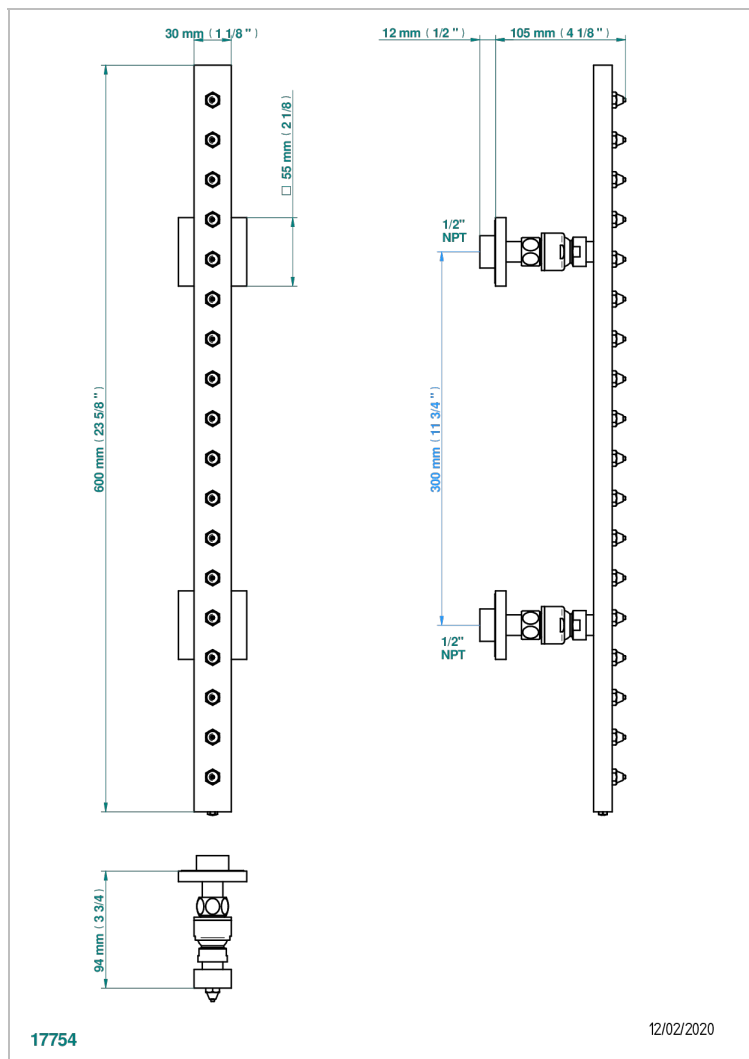 30 mm ( 1 1/8 " )
12 mm ( 1/2 " )
105 mm ( 4 1/8 " )
□ 55 mm ( 2 1/8 )
1/2"
NPT
600 mm ( 23 5/8 " )
300 mm ( 11 3/4 " )
1/2"
NPT
94 mm ( 3 3/4 )
17754
12/02/2020